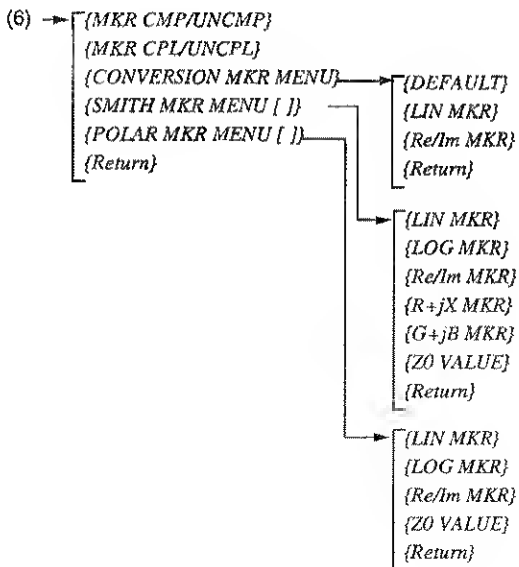 (6)
{MKR CMP/UNCMP}
{MKR CPL/UNCPL}
{CONVERSION MKR MENU}
{SMITH MKR MENU [ ]}
{POLAR MKR MENU [ ]}
{Return}
{DEFAULT}
{LIN MKR}
{Re/Im MKR}
{Return}
{LIN MKR}
{LOG MKR}
{Re/Im MKR}
{R+jX MKR}
{G+jB MKR}
{Z0 VALUE}
{Return}
{LIN MKR}
{LOG MKR}
{Re/Im MKR}
{Z0 VALUE}
{Return}